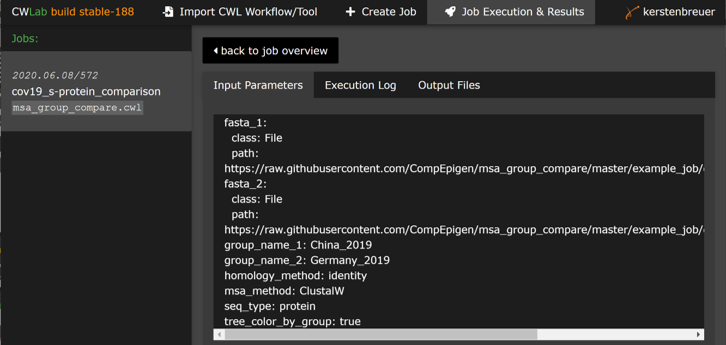 CWLab build stable-188
Import CWL Workflow/Tool
Create Job
Job Execution & Results
kerstenbreuer
Jobs:
2020.06.08/572
cov19_s-protein_comparison
msa_group_compare.cwl
back to job overview
Input Parameters
Execution Log
Output Files
fasta_1:
class: File
path:
https://raw.githubusercontent.com/CompEpigen/msa_group_compare/master/example_job/
fasta_2:
class: File
path:
https://raw.githubusercontent.com/CompEpigen/msa_group_compare/master/example_job/
group_name_1: China_2019
group_name_2: Germany_2019
homology_method: identity
msa_method: ClustalW
seq_type: protein
tree_color_by_group: true